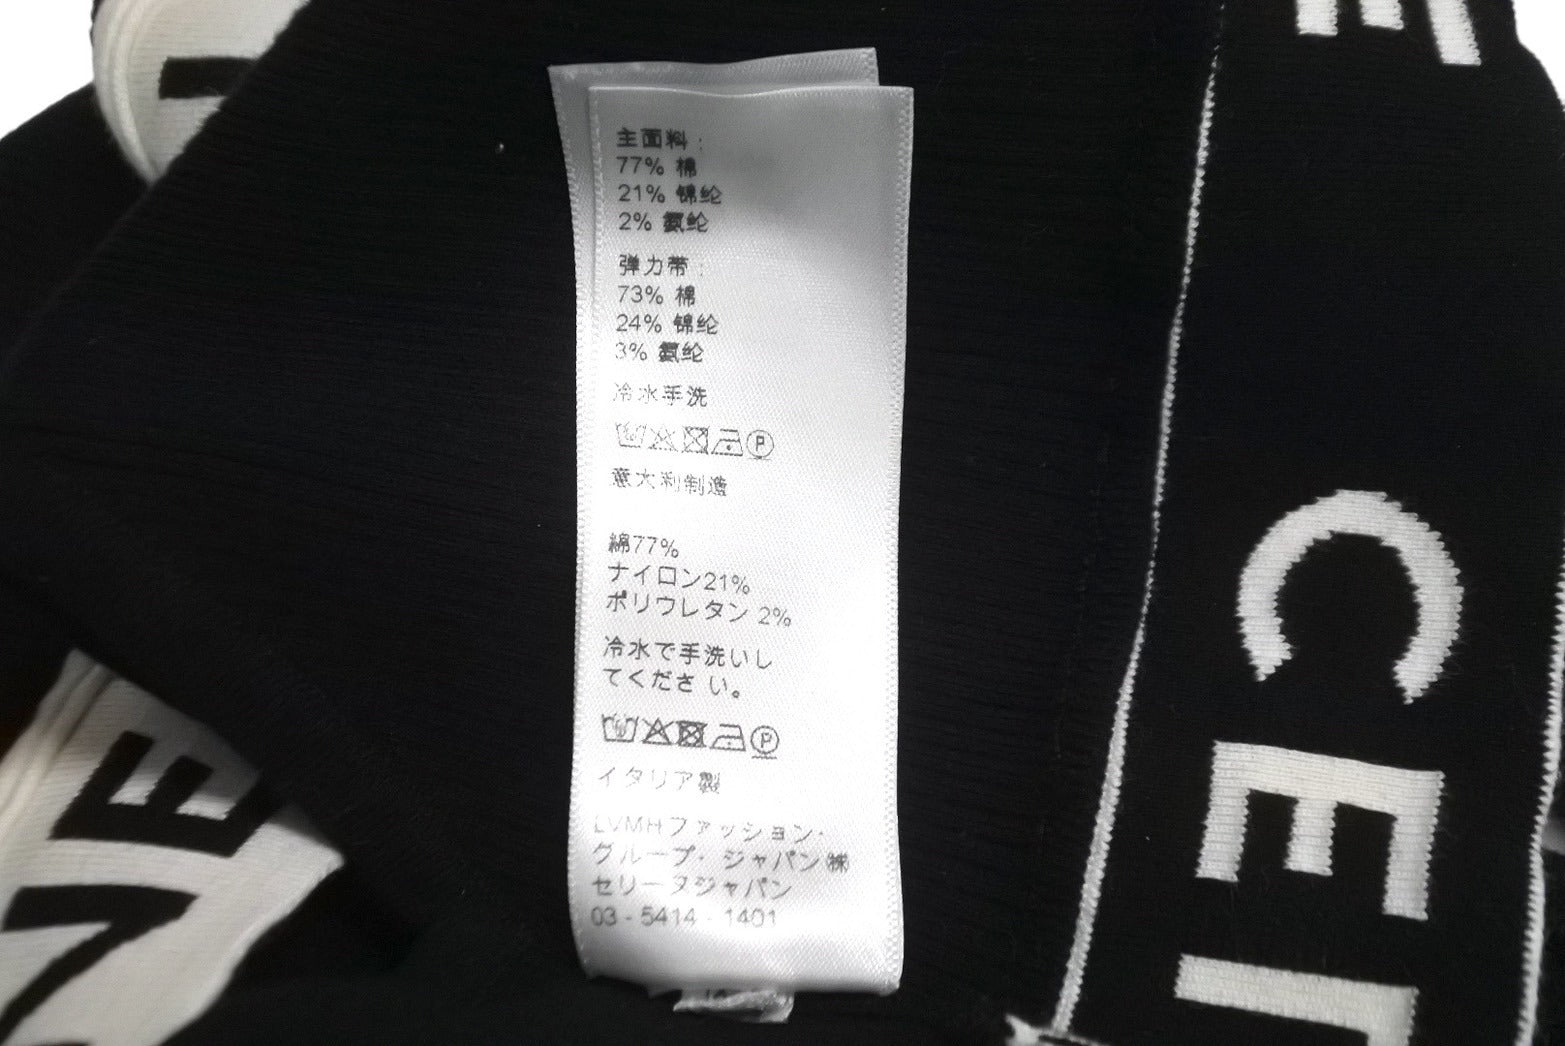 主面料:
77% 棉
21% 锦纶
2% 氨纶
弹力带:
73% 棉
24% 锦纶
3% 氨纶
冷水手洗
P
意大利制造
綿77%
ナイロン21%
ポリウレタン 2%
冷水で手洗いし
てくださ い。
P
イタリア製
LVMHファッション・
グループ・ジャパン㈱
セリーヌジャパン
03 - 5414 - 1401
E
C
E
VE